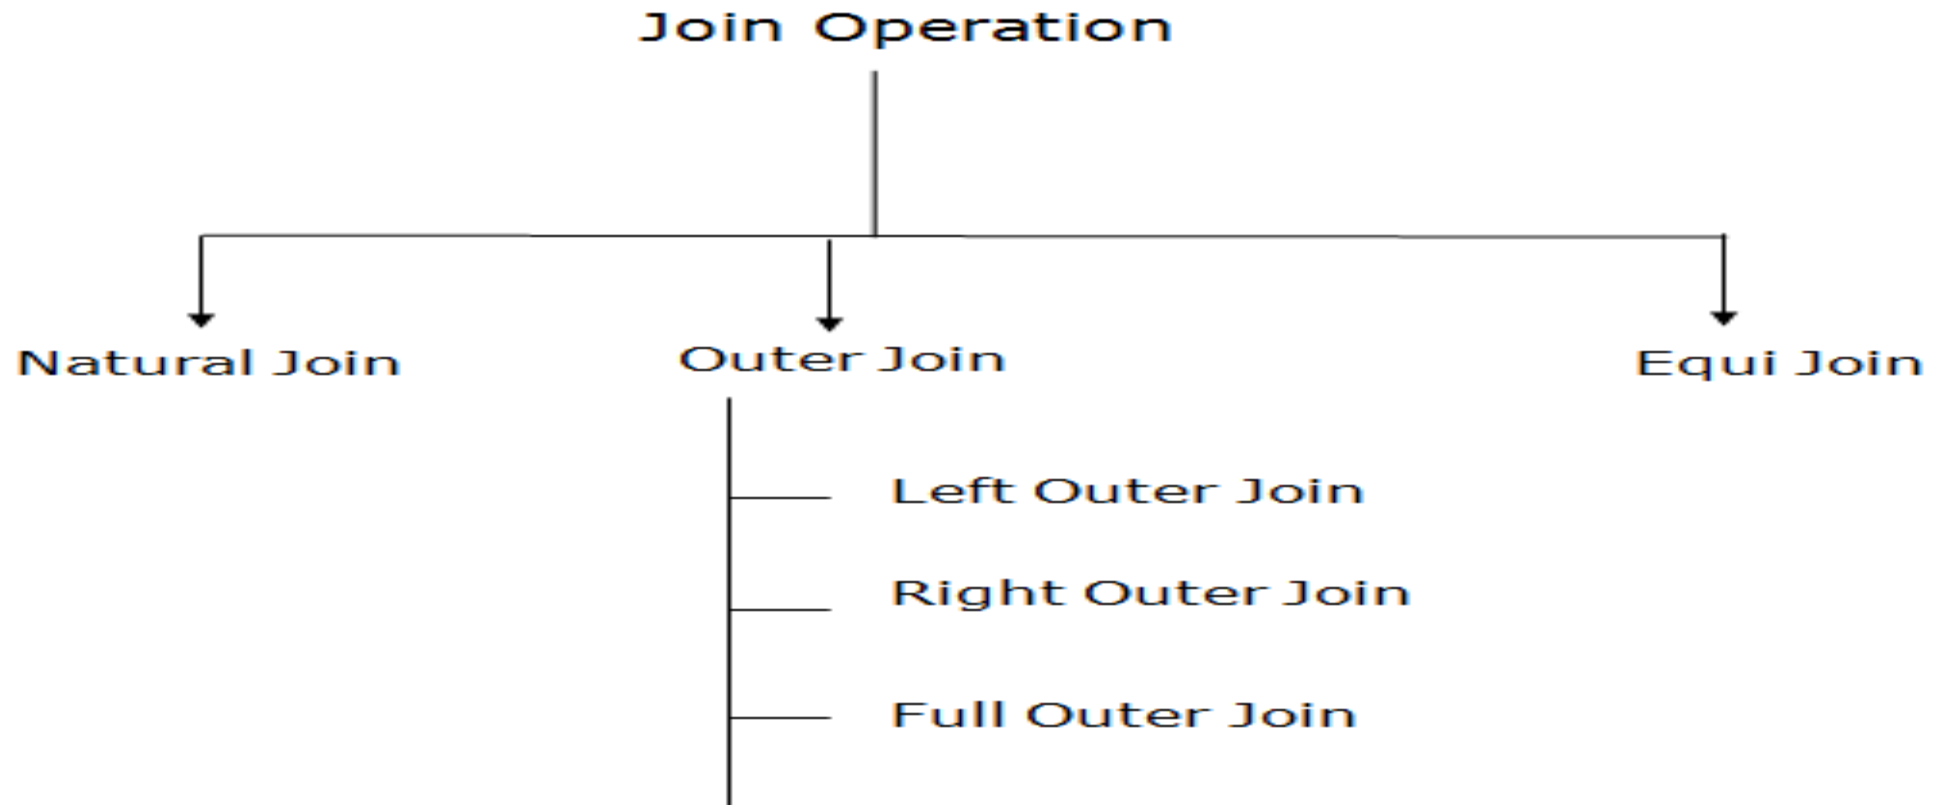 Join Operation
Natural Join
Outer Join
Equi Join
Left Outer Join
Right Outer Join
Full Outer Join